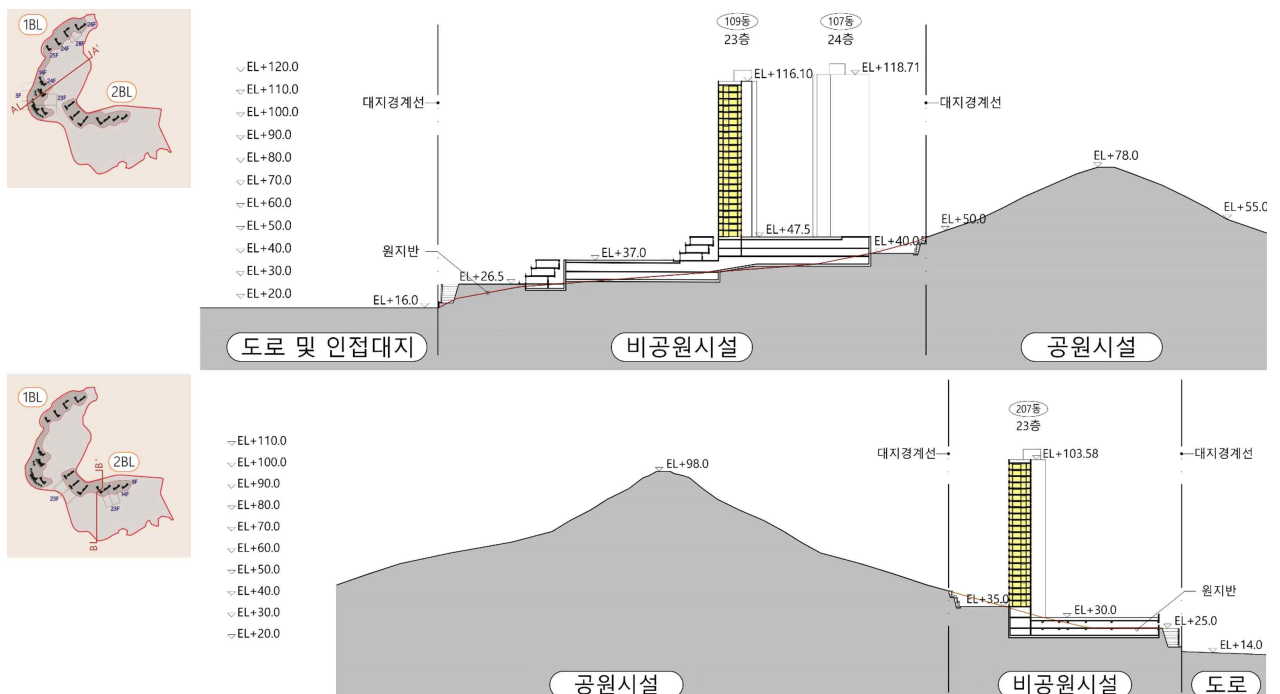 1BL
26F
28F
24F
25F
A'
14F
24F
3F
23F
2BL
A
109동
23층
107동
24층
EL+120.0
EL+110.0
EL+100.0
EL+90.0
EL+80.0
EL+70.0
EL+60.0
EL+50.0
EL+40.0
EL+30.0
EL+20.0
대지경계선
EL+116.10
EL+118.71
대지경계선
EL+78.0
EL+55.0
EL+50.0
EL+47.5
EL+40.0
원지반
EL+37.0
EL+26.5
EL+16.0
도로 및 인접대지
비공원시설
공원시설
1BL
2BL
B'
9F
14F
23F
23F
B
207동
23층
EL+110.0
EL+100.0
EL+90.0
EL+80.0
EL+70.0
EL+60.0
EL+50.0
EL+40.0
EL+30.0
EL+20.0
EL+98.0
대지경계선
EL+103.58
대지경계선
EL+35.0
원지반
EL+30.0
EL+25.0
EL+14.0
공원시설
비공원시설
도로